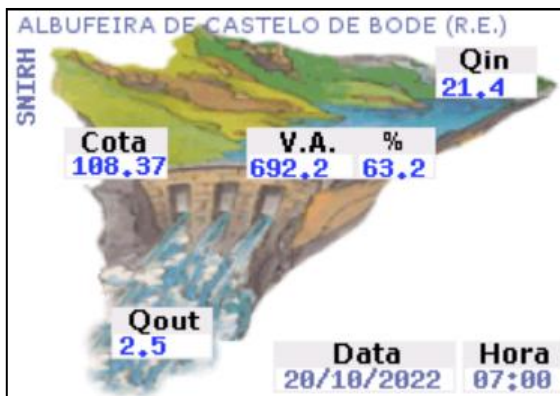 ALBUFEIRA DE CASTELO DE BODE (R.E.)
SNIRH
Qin
21.4
Cota
108.37
V.A. %
692.2 63.2
Qout
2.5
Data Hora
20/10/2022 07:00